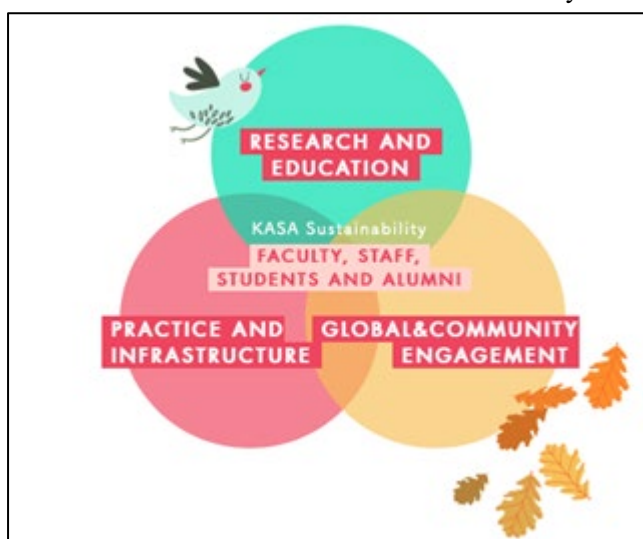 RESEARCH AND
EDUCATION
KASA Sustainability
FACULTY, STAFF,
STUDENTS AND ALUMNI
PRACTICE AND
INFRASTRUCTURE
GLOBAL&COMMUNITY
ENGAGEMENT